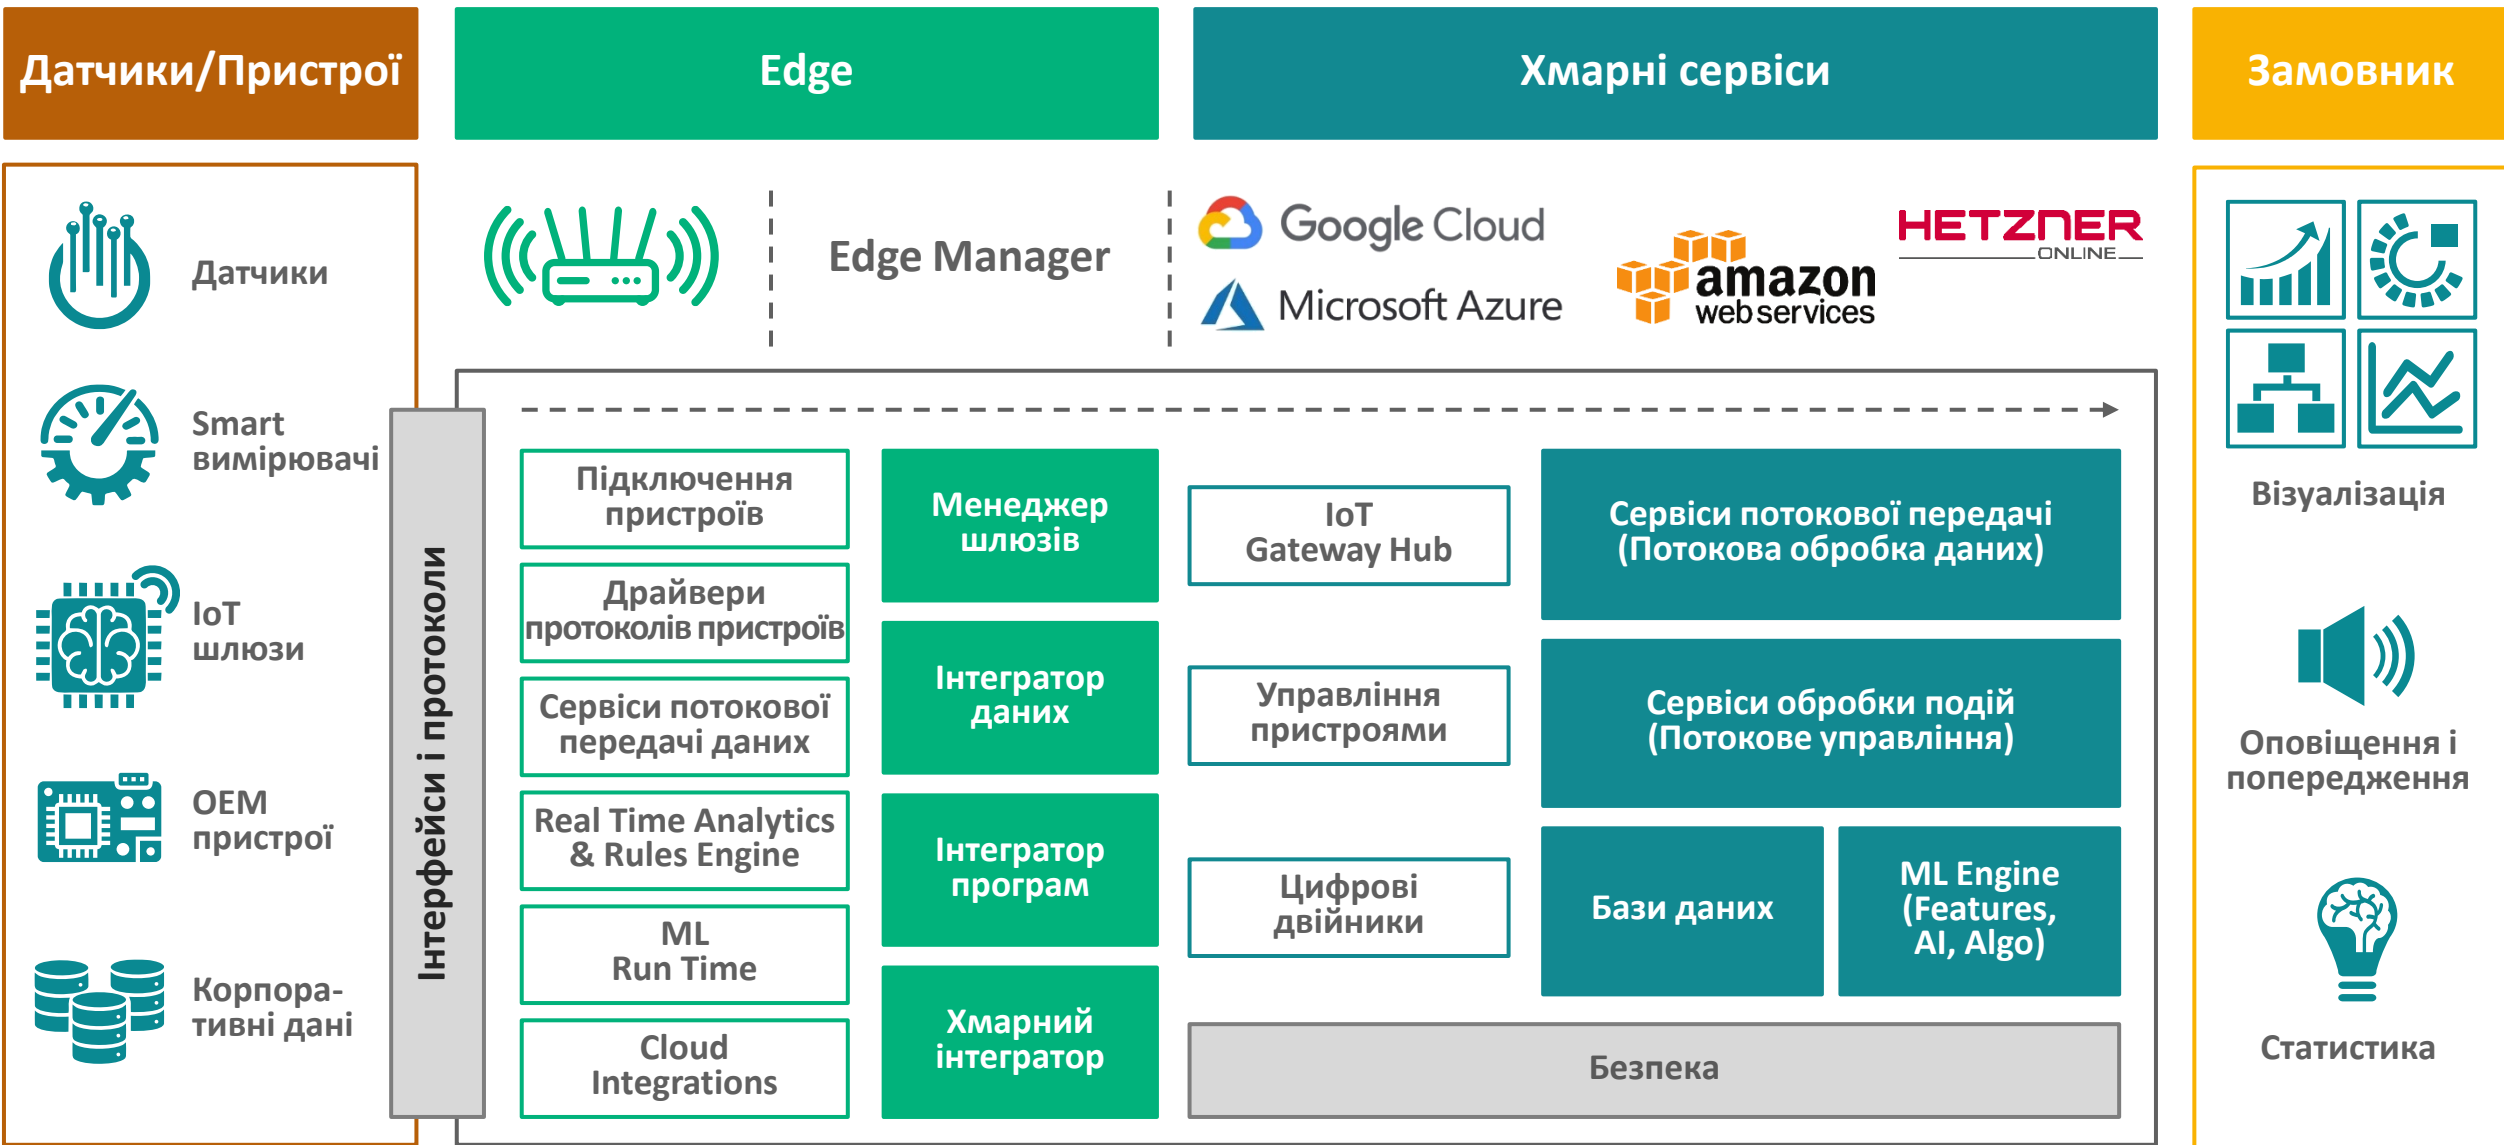 Датчики/Пристрої
Edge
Хмарні сервіси
Замовник
Датчики
Smart
вимірювачі
IoT
шлюзи
OEM
пристрої
Корпора-
тивні дані
Інтерфейси і протоколи
Edge Manager
Google Cloud
Microsoft Azure
amazon
web services
HETZNER
ONLINE
Підключення
пристроїв
Драйвери
протоколів пристроїв
Сервіси потокової
передачі даних
Real Time Analytics
& Rules Engine
ML
Run Time
Cloud
Integrations
Менеджер
шлюзів
Інтегратор
даних
Інтегратор
програм
Хмарний
інтегратор
IoT
Gateway Hub
Управління
пристроями
Цифрові
двійники
Сервіси потокової передачі
(Потокова обробка даних)
Сервіси обробки подій
(Потокове управління)
Бази даних
ML Engine
(Features,
AI, Algo)
Безпека
Візуалізація
Оповіщення і
попередження
Статистика